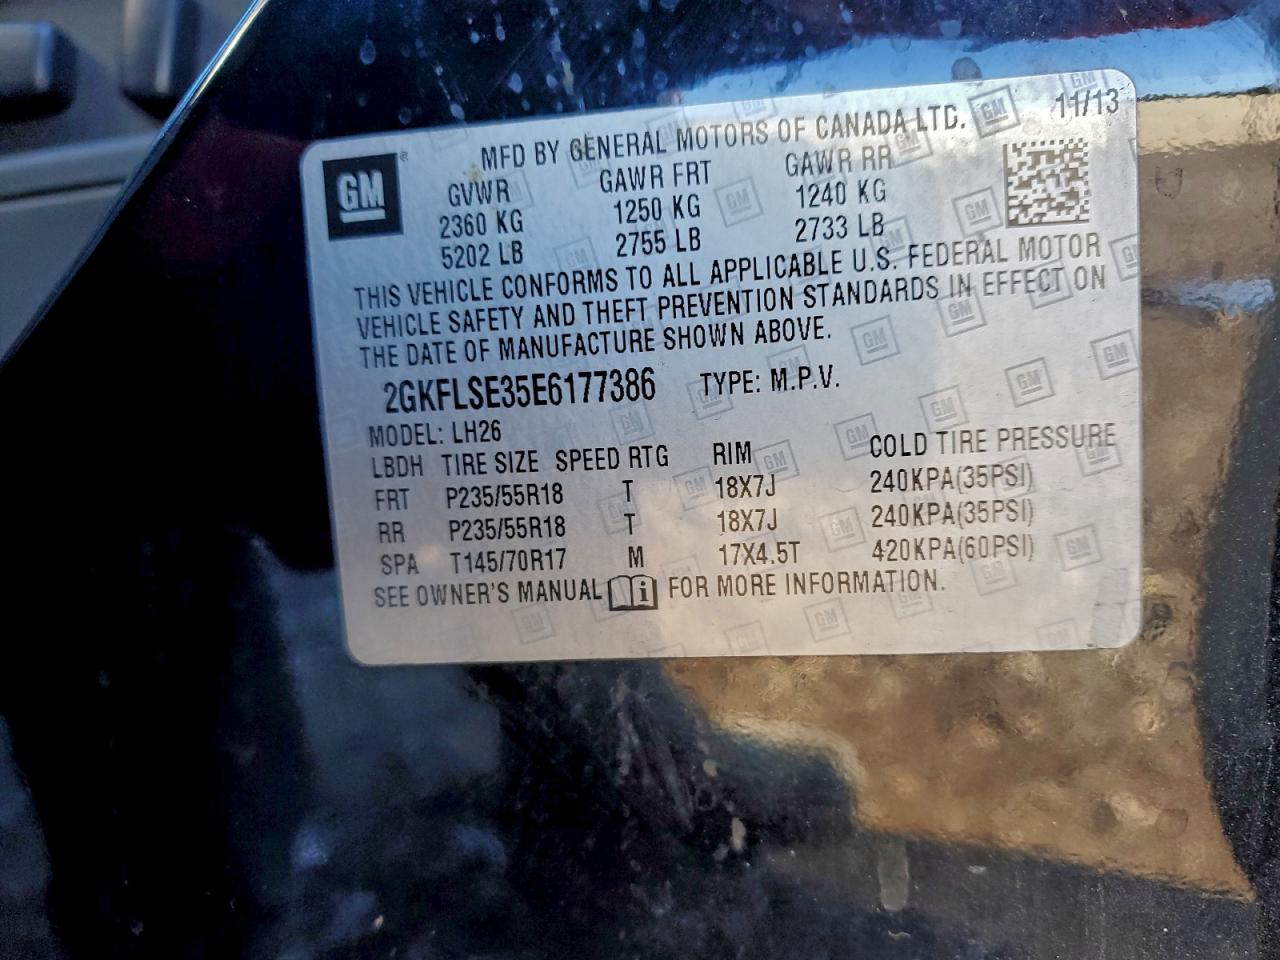 MFD BY GENERAL MOTORS OF CANADA LTD. 11/13
GM
GVWR GAWR FRT GAWR RR
2360 KG 1250 KG 1240 KG
5202 LB 2755 LB 2733 LB
THIS VEHICLE CONFORMS TO ALL APPLICABLE U.S. FEDERAL MOTOR
VEHICLE SAFETY AND THEFT PREVENTION STANDARDS IN EFFECT ON
THE DATE OF MANUFACTURE SHOWN ABOVE.
2GKFLSE35E6177386 TYPE: M.P.V.
MODEL: LH26
LBDH TIRE SIZE SPEED RTG RIM COLD TIRE PRESSURE
FRT P235/55R18 T 18X7J 240KPA(35PSI)
RR P235/55R18 T 18X7J 240KPA(35PSI)
SPA T145/70R17 M 17X4.5T 420KPA(60PSI)
SEE OWNER'S MANUAL FOR MORE INFORMATION.